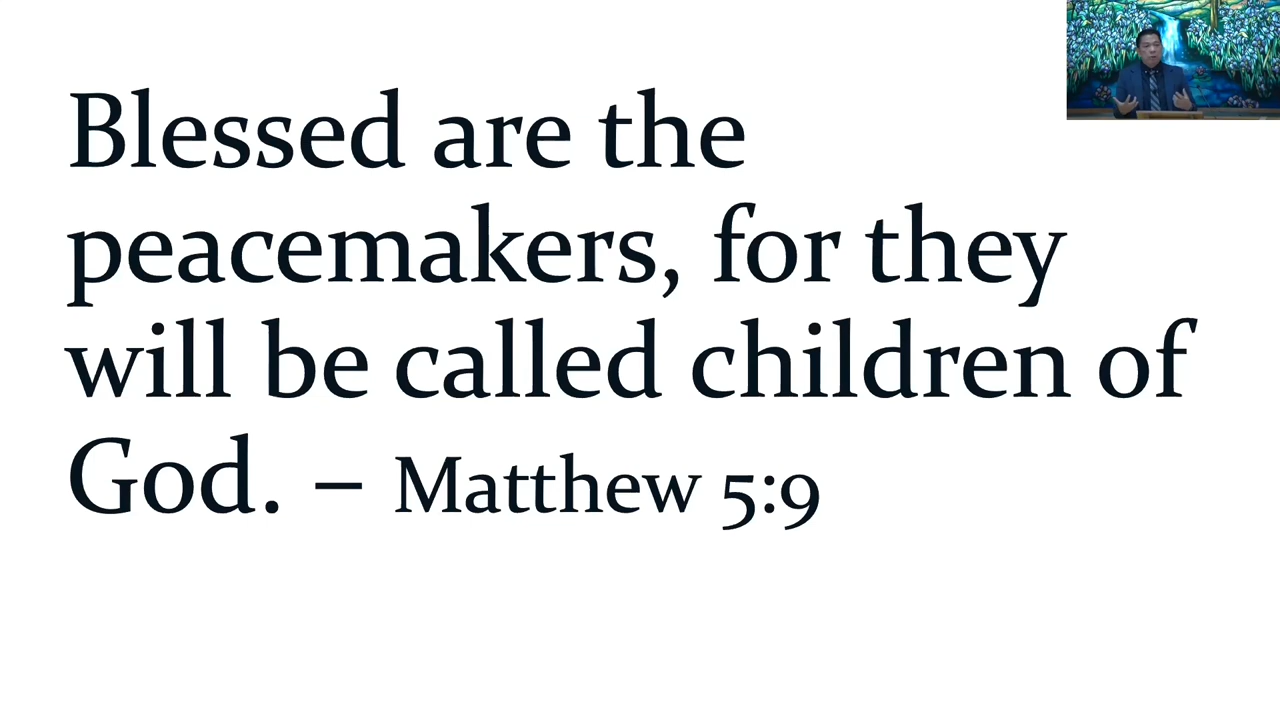 Blessed are the
peacemakers, for they
will be called children of
God. – Matthew 5:9